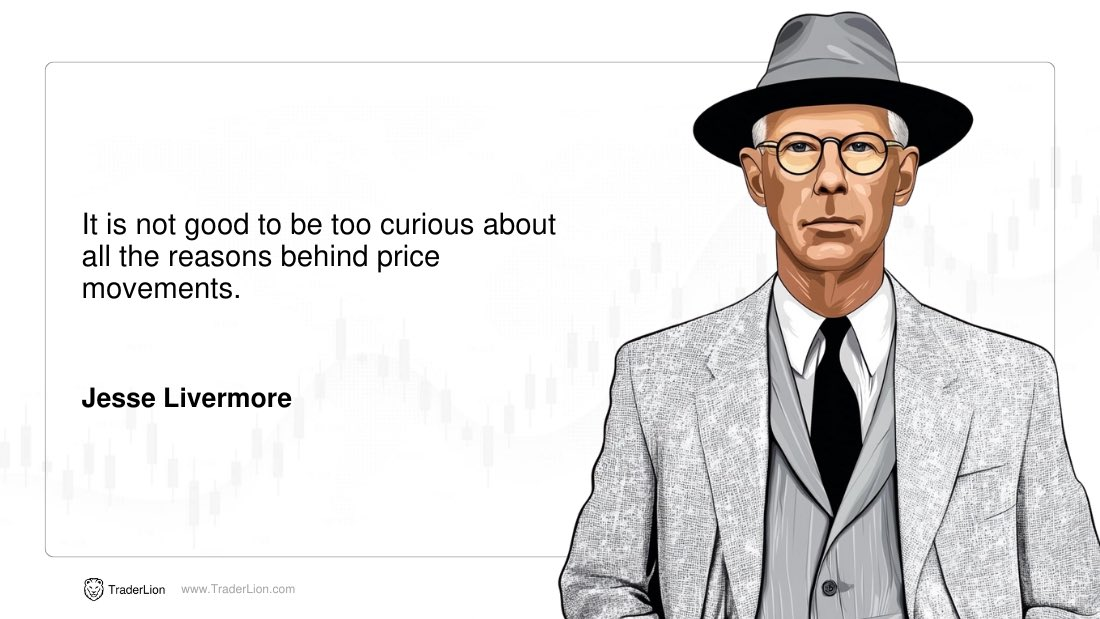 It is not good to be too curious about
all the reasons behind price
movements.
Jesse Livermore
TraderLion www.TraderLion.com